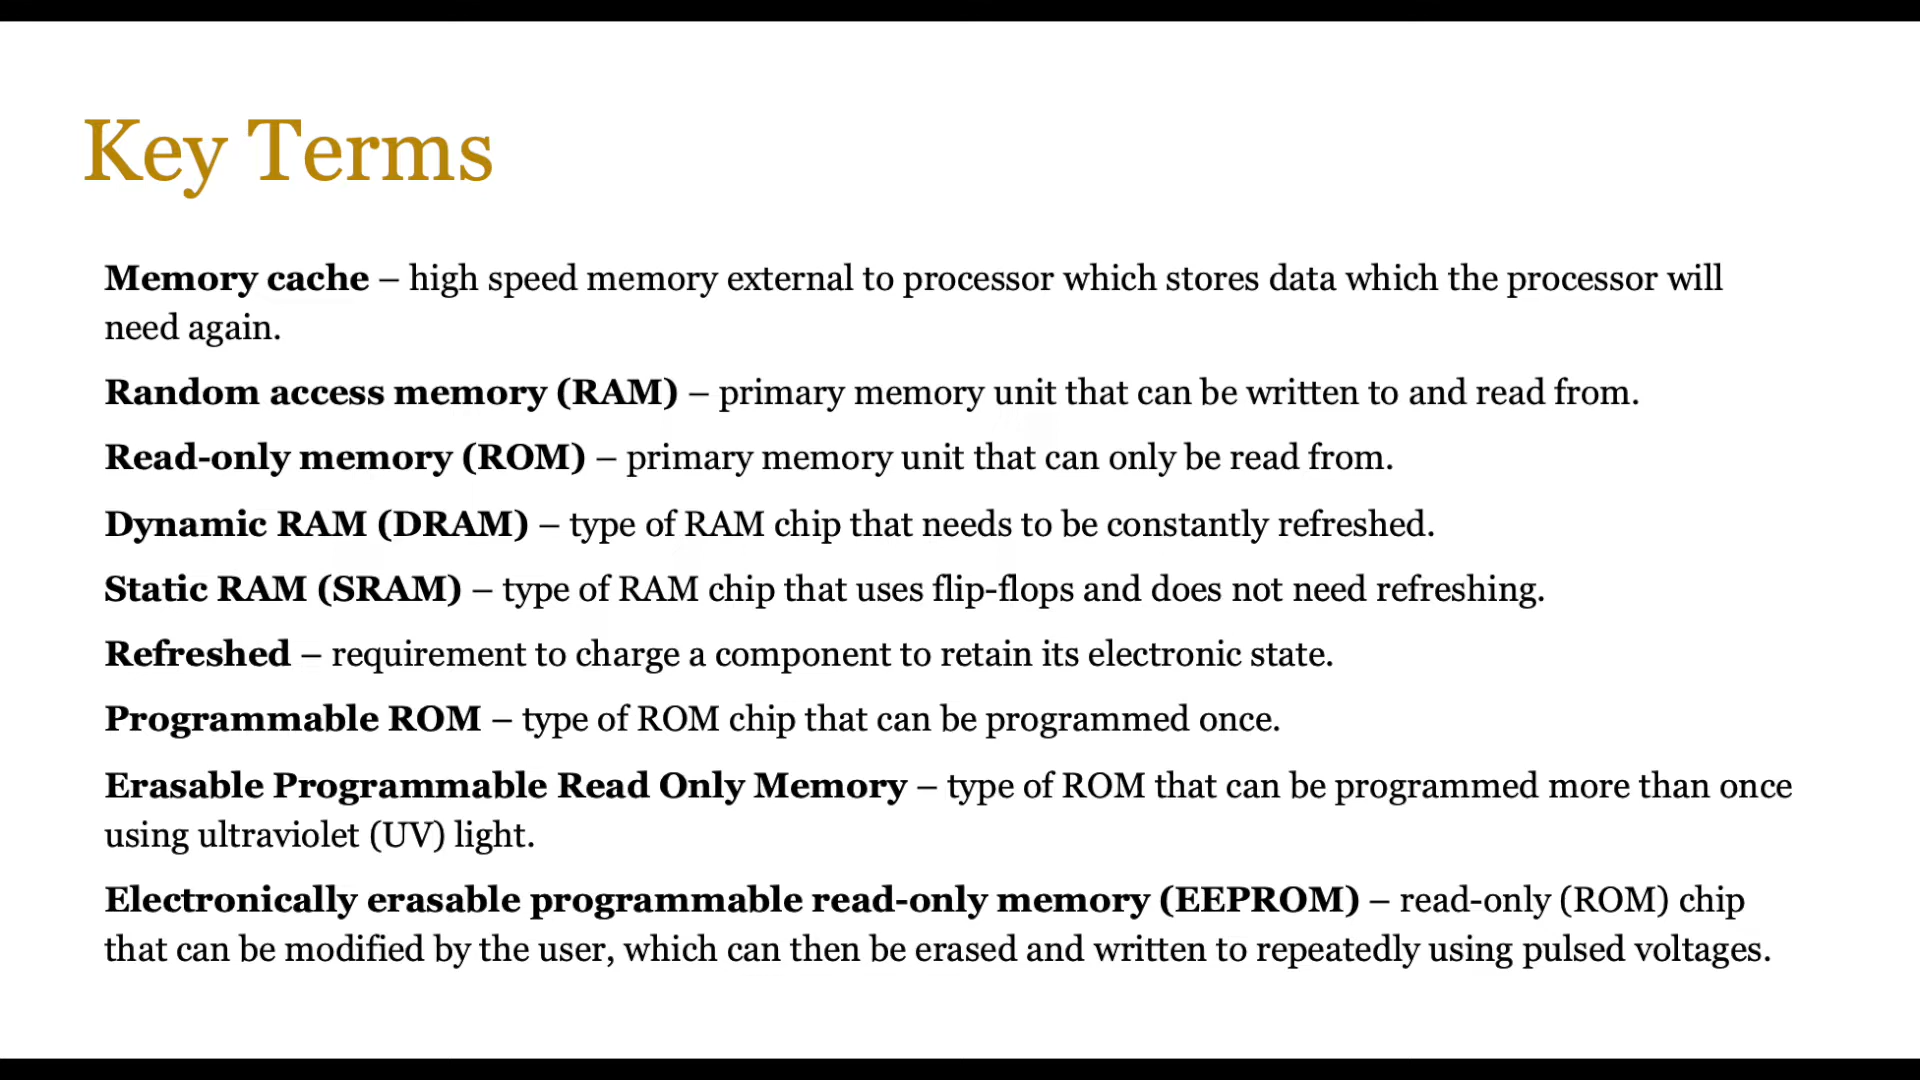 Key Terms
Memory cache – high speed memory external to processor which stores data which the processor will
need again.
Random access memory (RAM) – primary memory unit that can be written to and read from.
Read-only memory (ROM) – primary memory unit that can only be read from.
Dynamic RAM (DRAM) – type of RAM chip that needs to be constantly refreshed.
Static RAM (SRAM) – type of RAM chip that uses flip-flops and does not need refreshing.
Refreshed – requirement to charge a component to retain its electronic state.
Programmable ROM – type of ROM chip that can be programmed once.
Erasable Programmable Read Only Memory – type of ROM that can be programmed more than once
using ultraviolet (UV) light.
Electronically erasable programmable read-only memory (EEPROM) – read-only (ROM) chip
that can be modified by the user, which can then be erased and written to repeatedly using pulsed voltages.